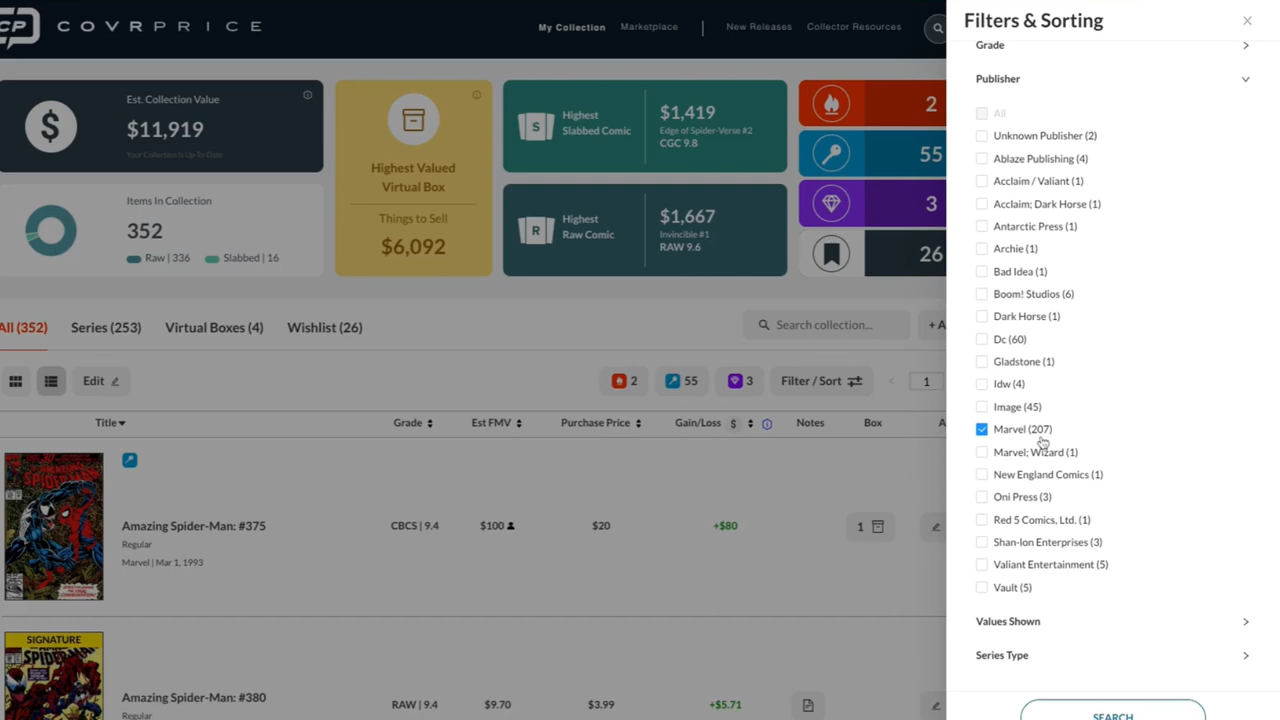 CP COVRPRICE
My Collection
Marketplace
New Releases
Collector Resources
Est. Collection Value
$11,919
Your Collection Is Up To Date
Items In Collection
352
Raw | 336
Slabbed | 16
Highest Valued
Virtual Box
Things to Sell
$6,092
S
Highest
Slabbed Comic
$1,419
Edge of Spider-Verse #2
CGC 9.8
R
Highest
Raw Comic
$1,667
Invincible #1
RAW 9.6
2
55
3
26
All (352)
Series (253)
Virtual Boxes (4)
Wishlist (26)
Search collection...
+ A
Edit
2
55
3
Filter / Sort
1
Title
Grade
Est FMV
Purchase Price
Gain/Loss $
Notes
Box
A
Amazing Spider-Man: #375
Regular
Marvel | Mar 1, 1993
CBCS | 9.4
$100
$20
+$80
1
SIGNATURE
Amazing Spider-Man: #380
Regular
RAW | 9.4
$9.70
$3.99
+$5.71
Filters & Sorting
Grade
Publisher
All
Unknown Publisher (2)
Ablaze Publishing (4)
Acclaim / Valiant (1)
Acclaim; Dark Horse (1)
Antarctic Press (1)
Archie (1)
Bad Idea (1)
Boom! Studios (6)
Dark Horse (1)
Dc (60)
Gladstone (1)
Idw (4)
Image (45)
Marvel (207)
Marvel; Wizard (1)
New England Comics (1)
Oni Press (3)
Red 5 Comics, Ltd. (1)
Shan-Ion Enterprises (3)
Valiant Entertainment (5)
Vault (5)
Values Shown
Series Type
SEARCH